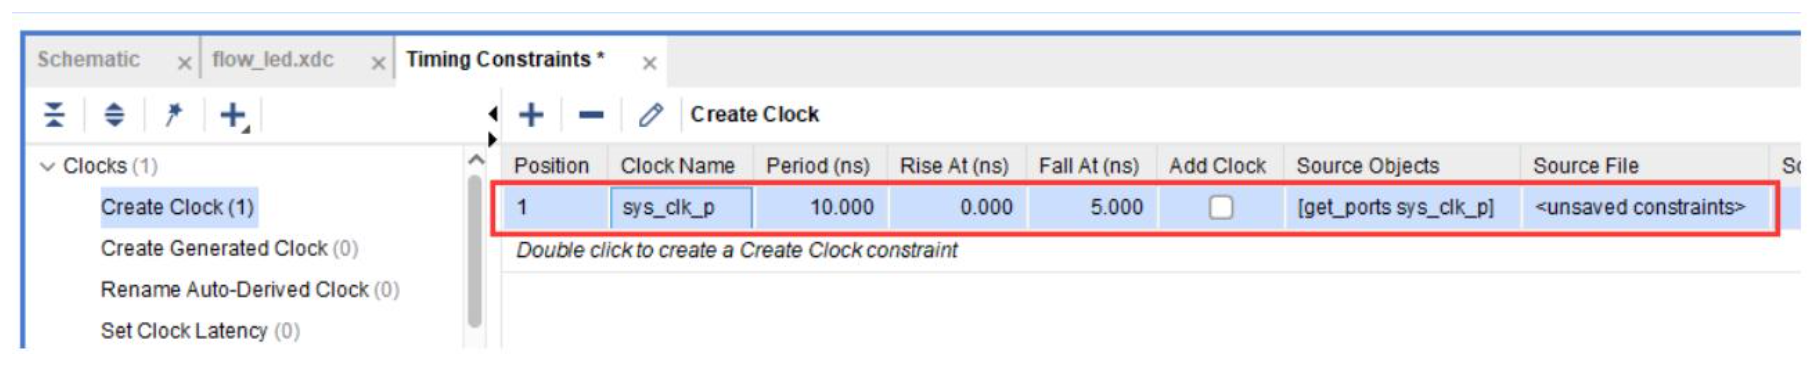 Schematic × flow_led.xdc × Timing Constraints * ×
Create Clock
Clocks (1)
Create Clock (1)
Create Generated Clock (0)
Rename Auto-Derived Clock (0)
Set Clock Latency (0)
Position Clock Name Period (ns) Rise At (ns) Fall At (ns) Add Clock Source Objects Source File
1 sys_clk_p 10.000 0.000 5.000 [get_ports sys_clk_p] <unsaved constraints>
Double click to create a Create Clock constraint